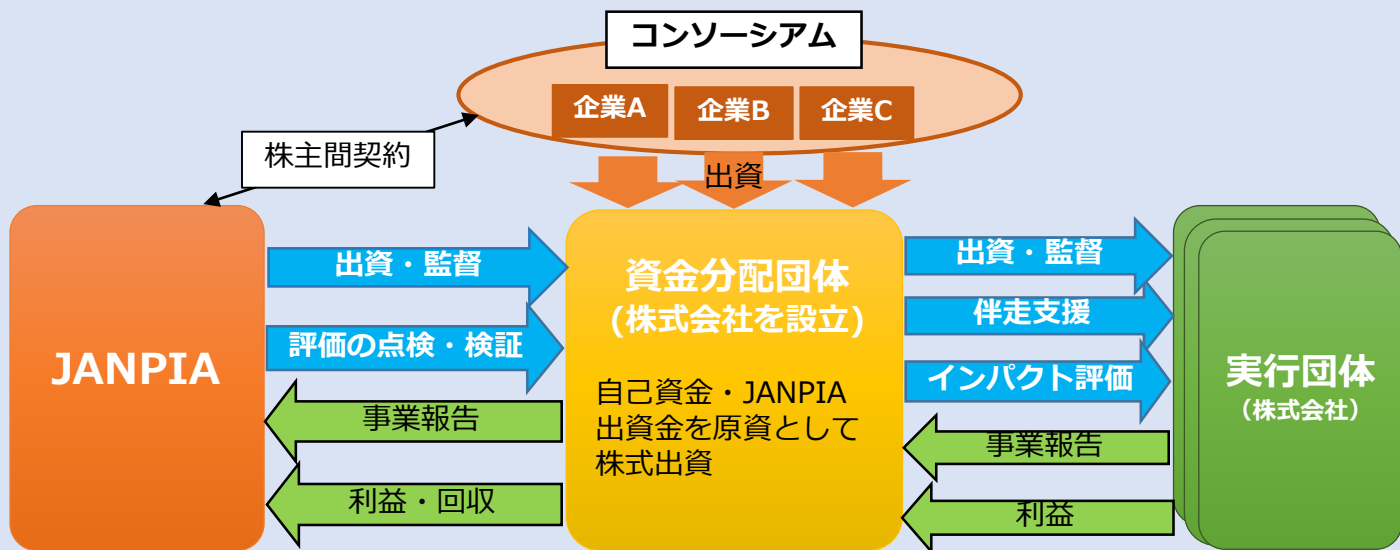 コンソーシアム
企業A
企業B
企業C
株主間契約
出資
JANPIA
出資・監督
評価の点検・検証
事業報告
利益・回収
資金分配団体
(株式会社を設立)
自己資金・JANPIA
出資金を原資として
株式出資
出資・監督
伴走支援
インパクト評価
事業報告
利益
実行団体
（株式会社）